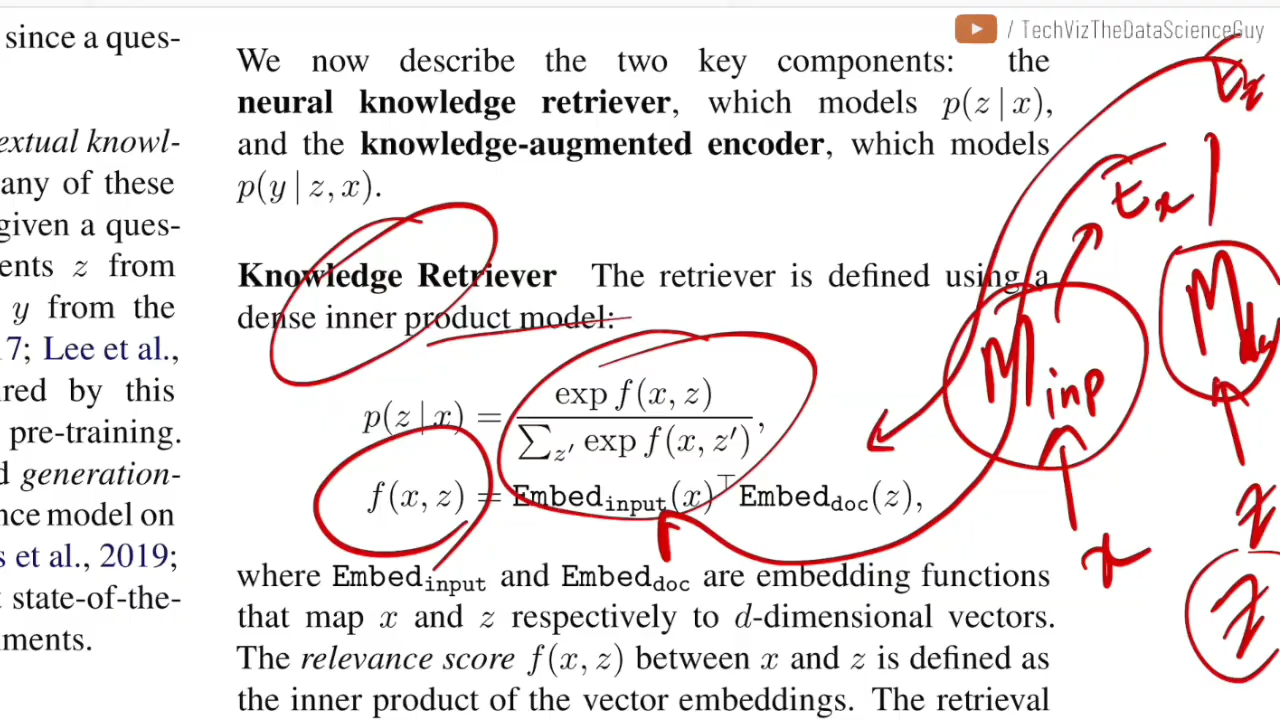 / TechVizTheDataScienceGuy
since a ques-
extual knowl-
any of these
given a ques-
ents z from
y from the
17; Lee et al.,
ired by this
pre-training.
d generation-
nce model on
s et al., 2019;
t state-of-the-
iments.
We now describe the two key components: the
neural knowledge retriever, which models p(z | x),
and the knowledge-augmented encoder, which models
p(y | z, x).
Knowledge Retriever The retriever is defined using a
dense inner product model:
p(z | x) = exp f(x, z) / ∑z′ exp f(x, z′),
f(x, z) = Embedinput(x)⊤Embeddoc(z),
where Embedinput and Embeddoc are embedding functions
that map x and z respectively to d-dimensional vectors.
The relevance score f(x, z) between x and z is defined as
the inner product of the vector embeddings. The retrieval
Ez
Ex
Minp
x
z
z